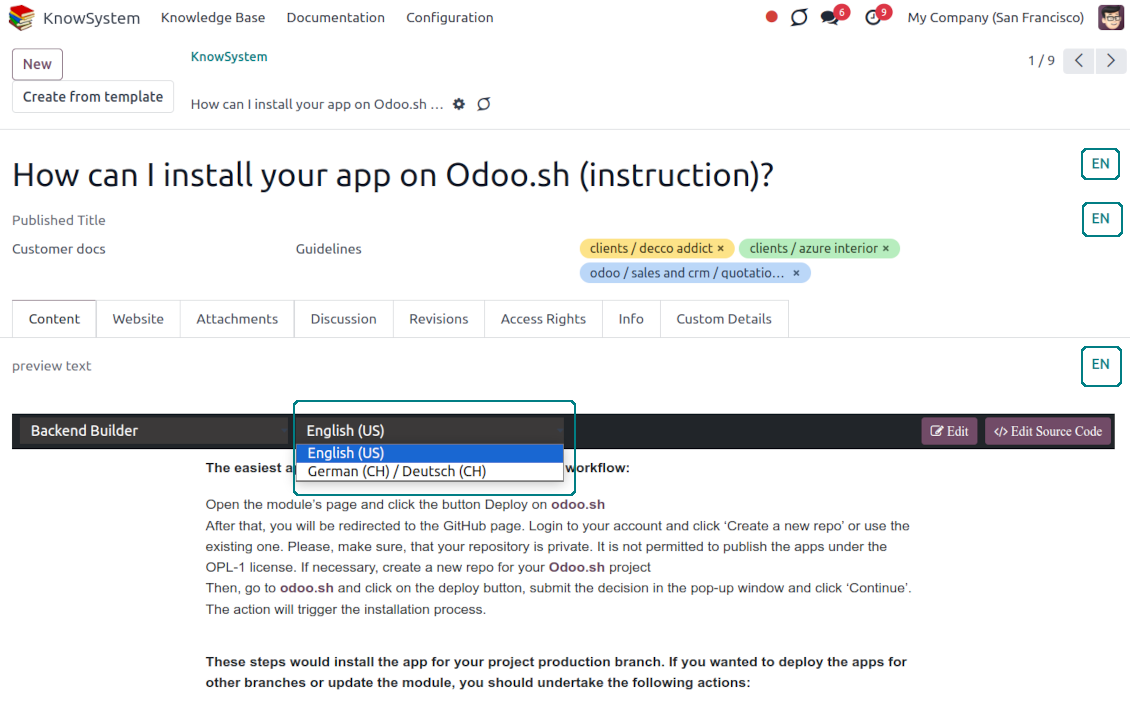 KnowSystem Knowledge Base Documentation Configuration 6 9 My Company (San Francisco)
New KnowSystem 1 / 9
Create from template How can I install your app on Odoo.sh ...
How can I install your app on Odoo.sh (instruction)? EN
Published Title EN
Customer docs Guidelines clients / decco addict × clients / azure interior ×
odoo / sales and crm / quotatio... ×
Content Website Attachments Discussion Revisions Access Rights Info Custom Details
preview text EN
Backend Builder English (US) Edit </> Edit Source Code
English (US)
German (CH) / Deutsch (CH)
The easiest workflow:
Open the module's page and click the button Deploy on odoo.sh
After that, you will be redirected to the GitHub page. Login to your account and click ‘Create a new repo’ or use the
existing one. Please, make sure, that your repository is private. It is not permitted to publish the apps under the
OPL-1 license. If necessary, create a new repo for your Odoo.sh project
Then, go to odoo.sh and click on the deploy button, submit the decision in the pop-up window and click ‘Continue’.
The action will trigger the installation process.
These steps would install the app for your project production branch. If you wanted to deploy the apps for
other branches or update the module, you should undertake the following actions: